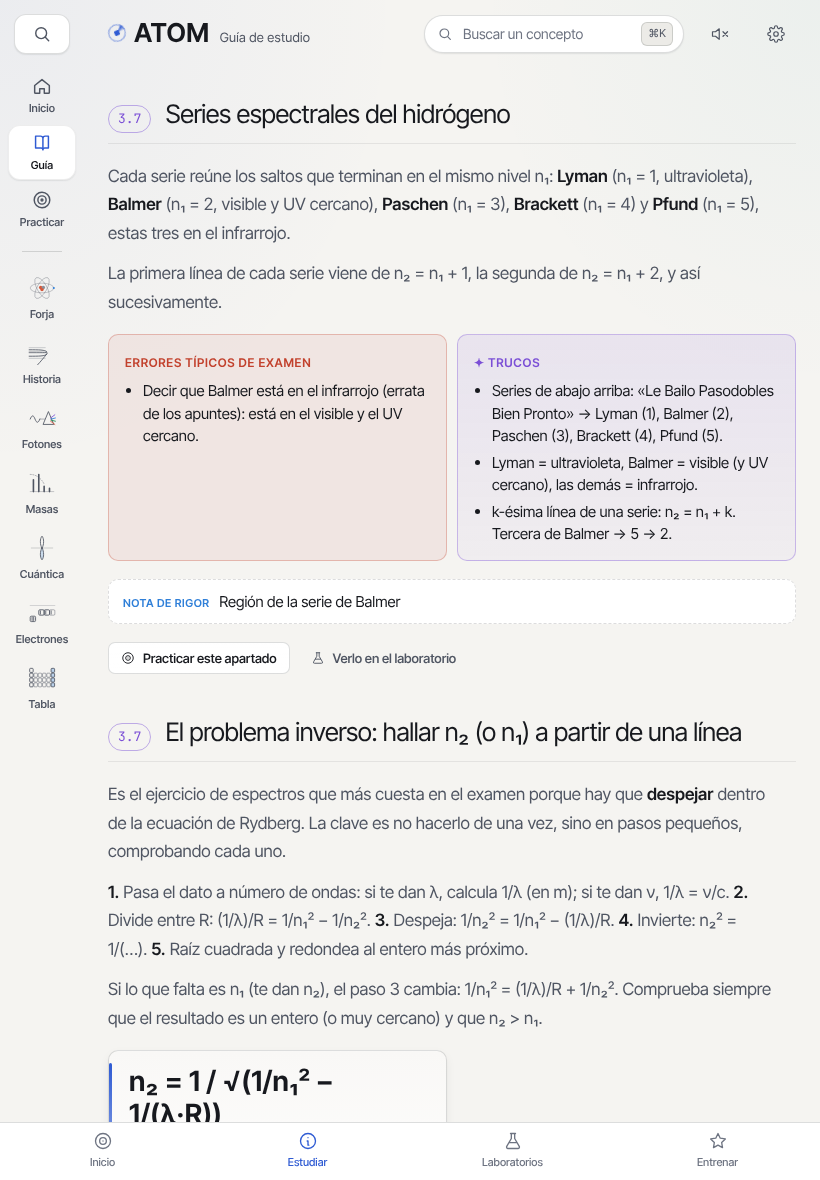 ATOM Guía de estudio
Buscar un concepto ⌘K
Inicio
Guía
Practicar
Forja
Historia
Fotones
Masas
Cuántica
Electrones
Tabla
3.7 Series espectrales del hidrógeno
Cada serie reúne los saltos que terminan en el mismo nivel n₁: Lyman (n₁ = 1, ultravioleta),
Balmer (n₁ = 2, visible y UV cercano), Paschen (n₁ = 3), Brackett (n₁ = 4) y Pfund (n₁ = 5),
estas tres en el infrarrojo.
La primera línea de cada serie viene de n₂ = n₁ + 1, la segunda de n₂ = n₁ + 2, y así
sucesivamente.
ERRORES TÍPICOS DE EXAMEN
• Decir que Balmer está en el infrarrojo (errata
de los apuntes): está en el visible y el UV
cercano.
✦ TRUCOS
• Series de abajo arriba: «Le Bailo Pasodobles
Bien Pronto» → Lyman (1), Balmer (2),
Paschen (3), Brackett (4), Pfund (5).
• Lyman = ultravioleta, Balmer = visible (y UV
cercano), las demás = infrarrojo.
• k-ésima línea de una serie: n₂ = n₁ + k.
Tercera de Balmer → 5 → 2.
NOTA DE RIGOR Región de la serie de Balmer
Practicar este apartado Verlo en el laboratorio
3.7 El problema inverso: hallar n₂ (o n₁) a partir de una línea
Es el ejercicio de espectros que más cuesta en el examen porque hay que despejar dentro
de la ecuación de Rydberg. La clave es no hacerlo de una vez, sino en pasos pequeños,
comprobando cada uno.
1. Pasa el dato a número de ondas: si te dan λ, calcula 1/λ (en m); si te dan ν, 1/λ = ν/c. 2.
Divide entre R: (1/λ)/R = 1/n₁² − 1/n₂². 3. Despeja: 1/n₂² = 1/n₁² − (1/λ)/R. 4. Invierte: n₂² =
1/(…). 5. Raíz cuadrada y redondea al entero más próximo.
Si lo que falta es n₁ (te dan n₂), el paso 3 cambia: 1/n₁² = (1/λ)/R + 1/n₂². Comprueba siempre
que el resultado es un entero (o muy cercano) y que n₂ > n₁.
n₂ = 1 / √(1/n₁² −
1/(λ·R))
Inicio
Estudiar
Laboratorios
Entrenar